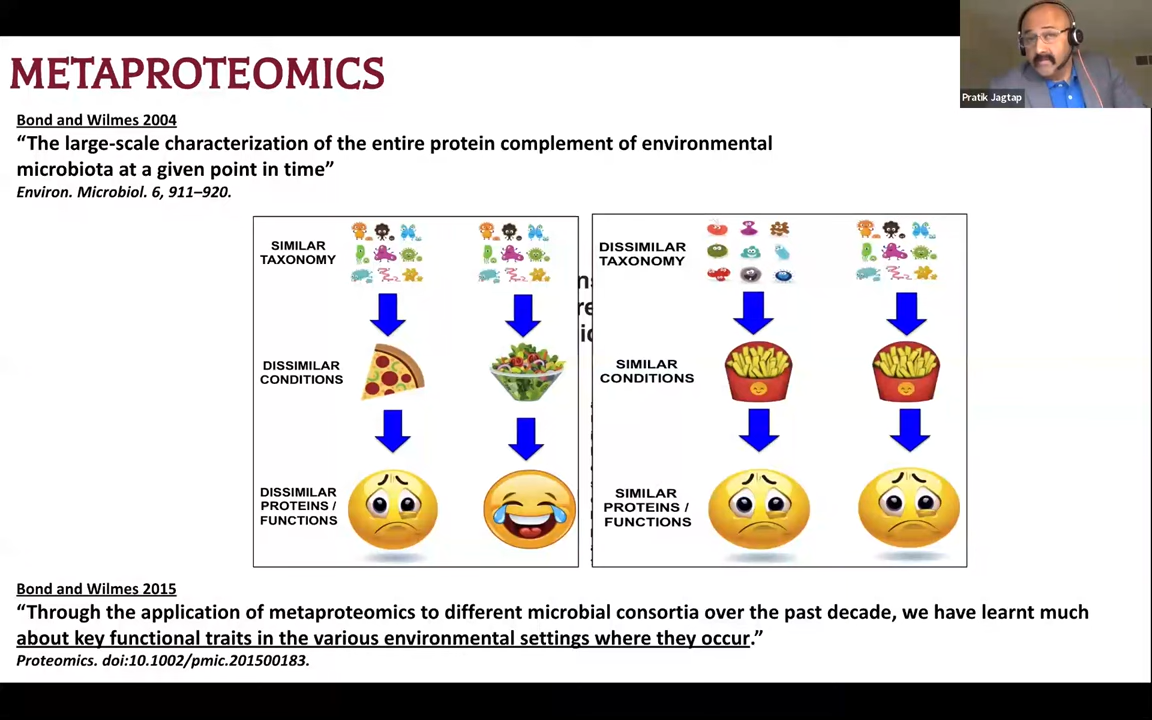 METAPROTEOMICS
Pratik Jagtap
Bond and Wilmes 2004
“The large-scale characterization of the entire protein complement of environmental
microbiota at a given point in time”
Environ. Microbiol. 6, 911–920.
SIMILAR
TAXONOMY
DISSIMILAR
CONDITIONS
DISSIMILAR
PROTEINS /
FUNCTIONS
DISSIMILAR
TAXONOMY
SIMILAR
CONDITIONS
SIMILAR
PROTEINS /
FUNCTIONS
Bond and Wilmes 2015
“Through the application of metaproteomics to different microbial consortia over the past decade, we have learnt much
about key functional traits in the various environmental settings where they occur.”
Proteomics. doi:10.1002/pmic.201500183.